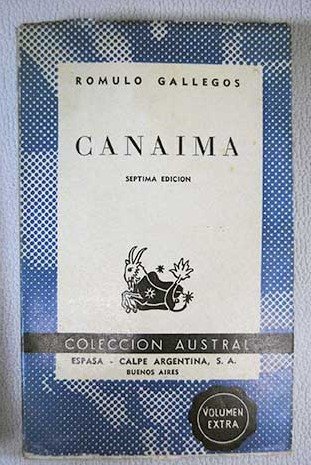 ROMULO GALLEGOS
CANAIMA
SEPTIMA EDICION
COLECCION AUSTRAL
ESPASA - CALPE ARGENTINA, S. A.
BUENOS AIRES
VOLUMEN
EXTRA